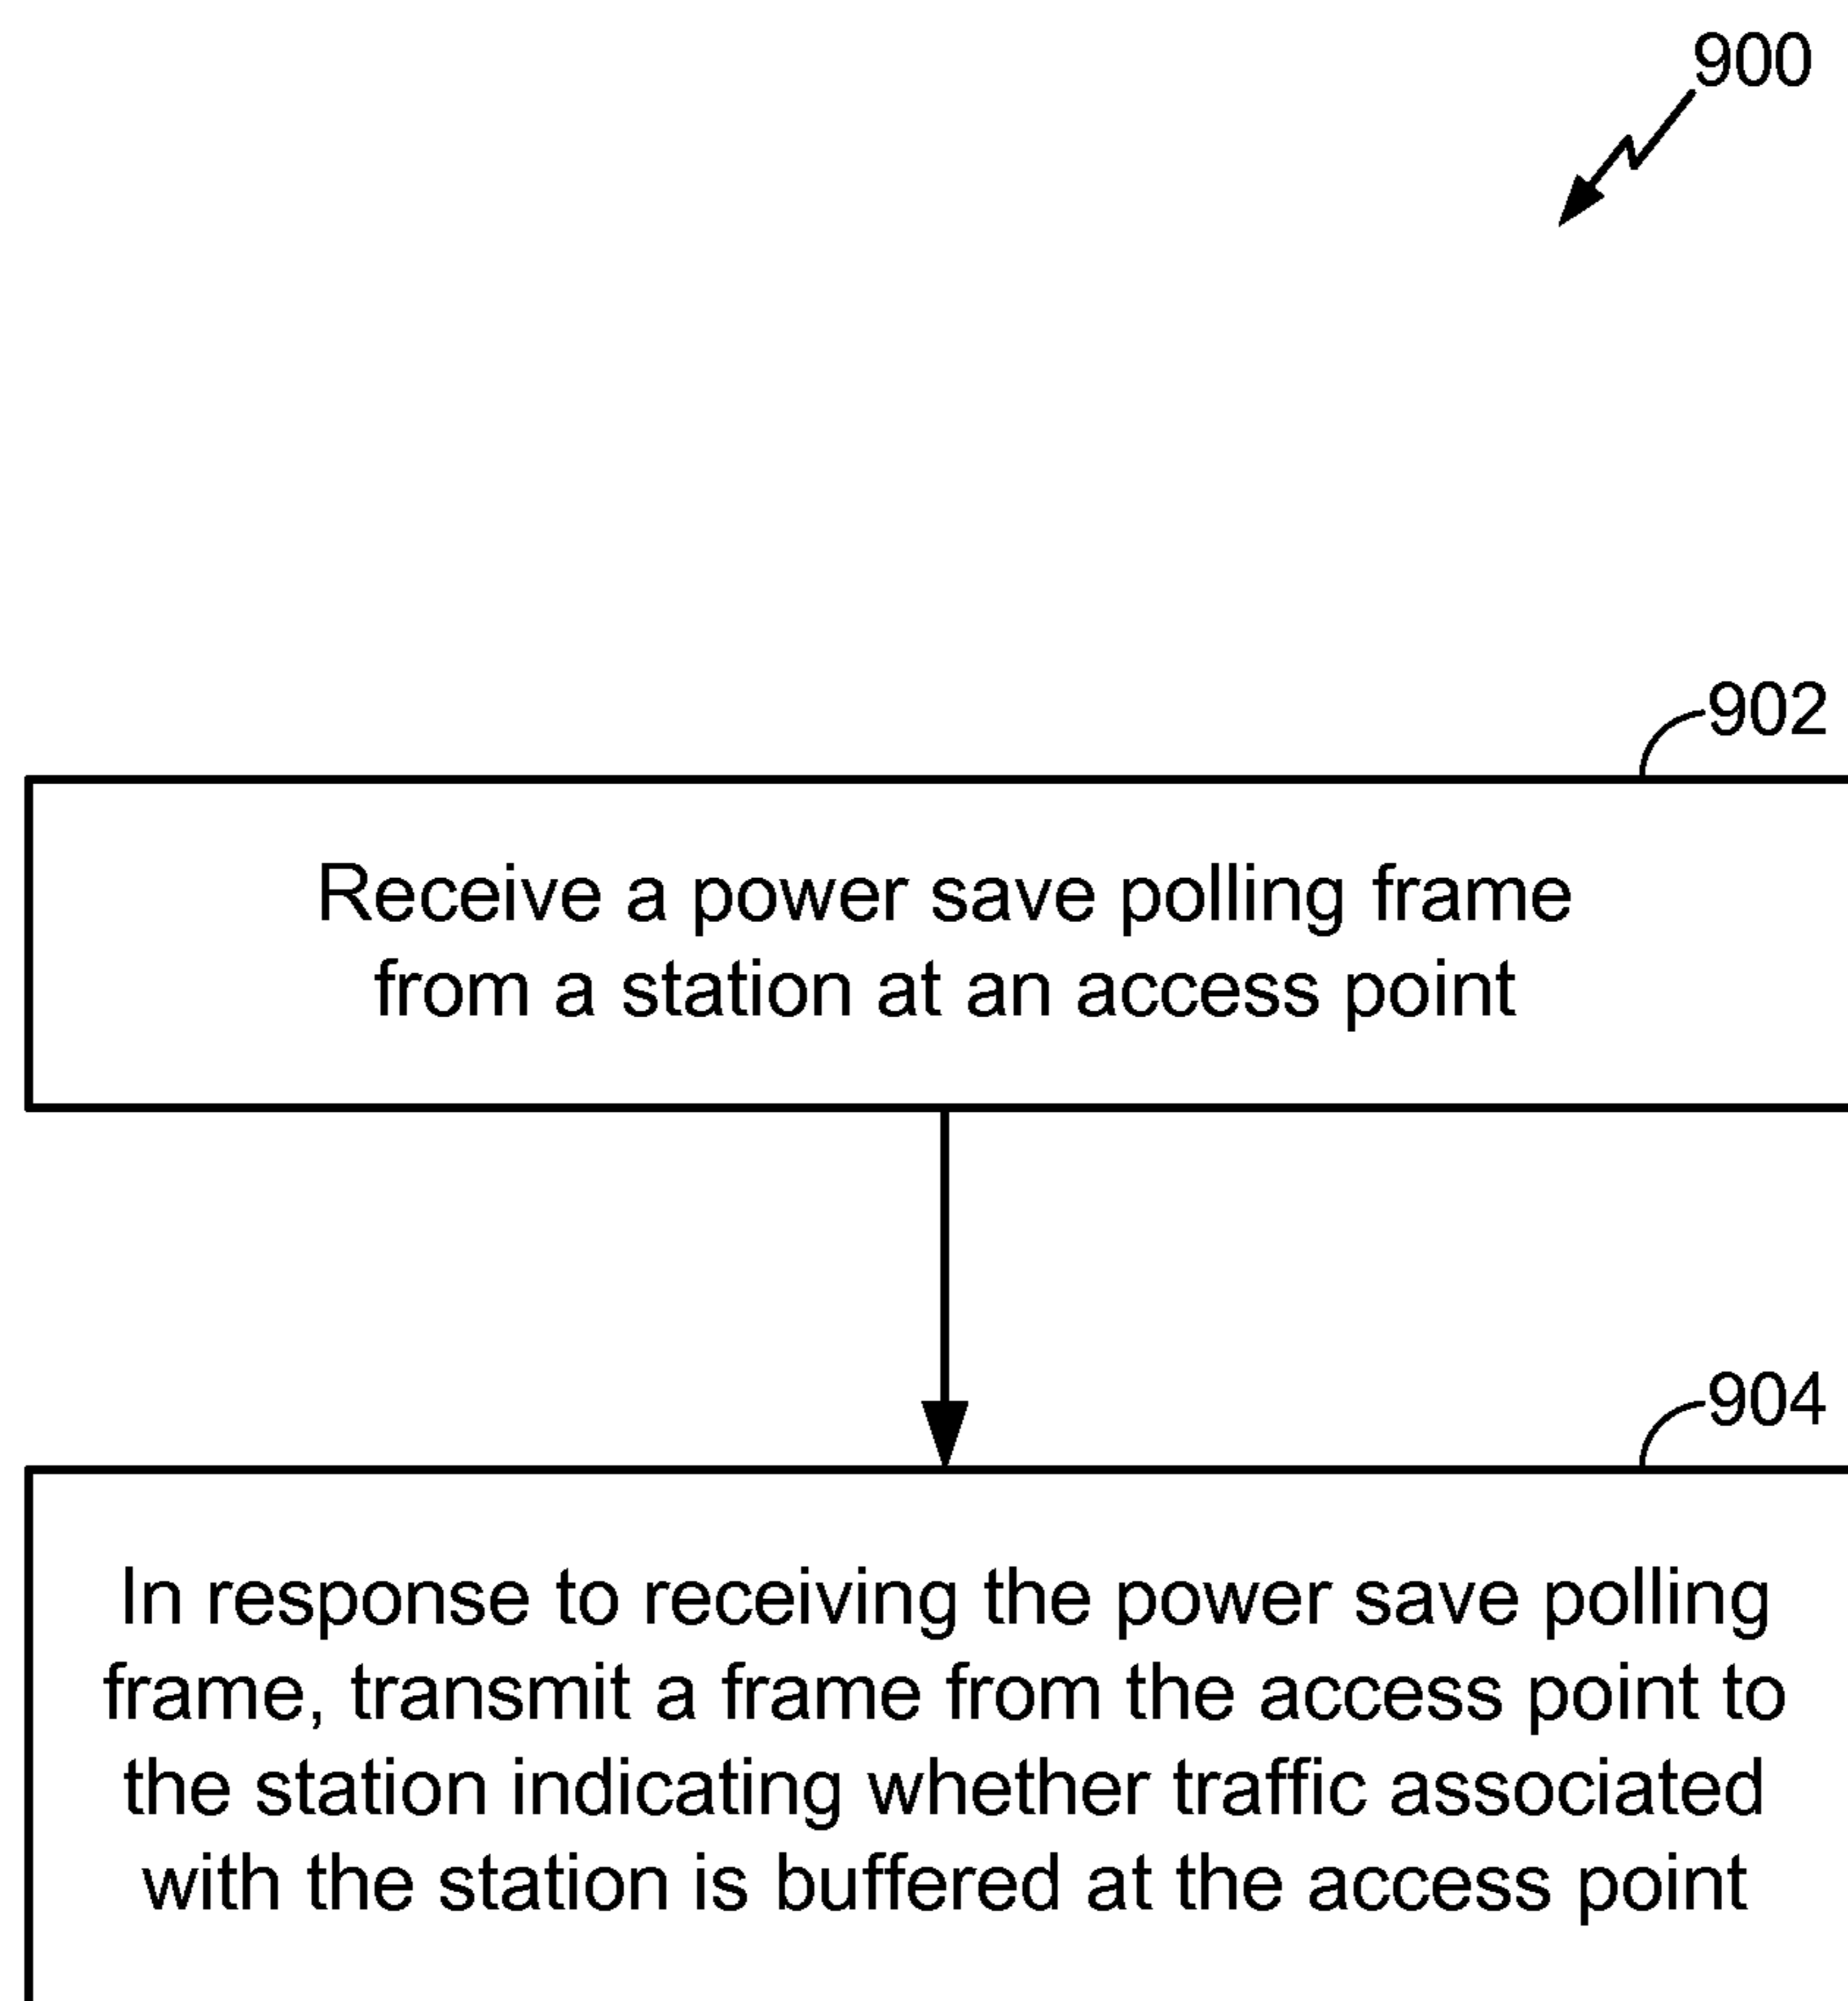 900
902
Receive a power save polling frame
from a station at an access point
904
In response to receiving the power save polling
frame, transmit a frame from the access point to
the station indicating whether traffic associated
with the station is buffered at the access point